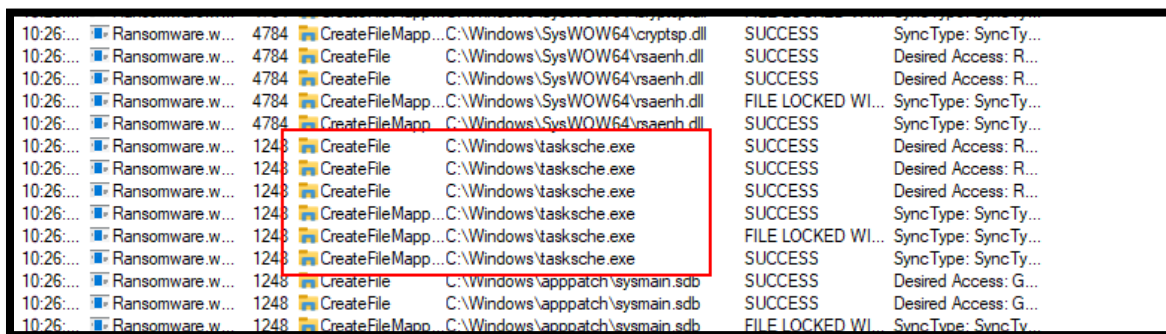 10:26:... Ransomware.w... 4784 CreateFileMapp...C:\Windows\SysWOW64\cryptsp.dll SUCCESS SyncType: SyncTy...
10:26:... Ransomware.w... 4784 CreateFile C:\Windows\SysWOW64\rsaenh.dll SUCCESS Desired Access: R...
10:26:... Ransomware.w... 4784 CreateFile C:\Windows\SysWOW64\rsaenh.dll SUCCESS Desired Access: R...
10:26:... Ransomware.w... 4784 CreateFileMapp...C:\Windows\SysWOW64\rsaenh.dll FILE LOCKED WI... SyncType: SyncTy...
10:26:... Ransomware.w... 4784 CreateFileMapp...C:\Windows\SysWOW64\rsaenh.dll SUCCESS SyncType: SyncTy...
10:26:... Ransomware.w... 1248 CreateFile C:\Windows\tasksche.exe SUCCESS Desired Access: R...
10:26:... Ransomware.w... 1248 CreateFile C:\Windows\tasksche.exe SUCCESS Desired Access: R...
10:26:... Ransomware.w... 1248 CreateFile C:\Windows\tasksche.exe SUCCESS Desired Access: R...
10:26:... Ransomware.w... 1248 CreateFileMapp...C:\Windows\tasksche.exe SUCCESS SyncType: SyncTy...
10:26:... Ransomware.w... 1248 CreateFileMapp...C:\Windows\tasksche.exe FILE LOCKED WI... SyncType: SyncTy...
10:26:... Ransomware.w... 1248 CreateFileMapp...C:\Windows\tasksche.exe SUCCESS SyncType: SyncTy...
10:26:... Ransomware.w... 1248 CreateFile C:\Windows\apppatch\sysmain.sdb SUCCESS Desired Access: G...
10:26:... Ransomware.w... 1248 CreateFile C:\Windows\apppatch\sysmain.sdb SUCCESS Desired Access: G...
10:26:... Ransomware.w... 1248 CreateFileMapp...C:\Windows\apppatch\sysmain.sdb FILE LOCKED WI... SyncType: SyncTy...